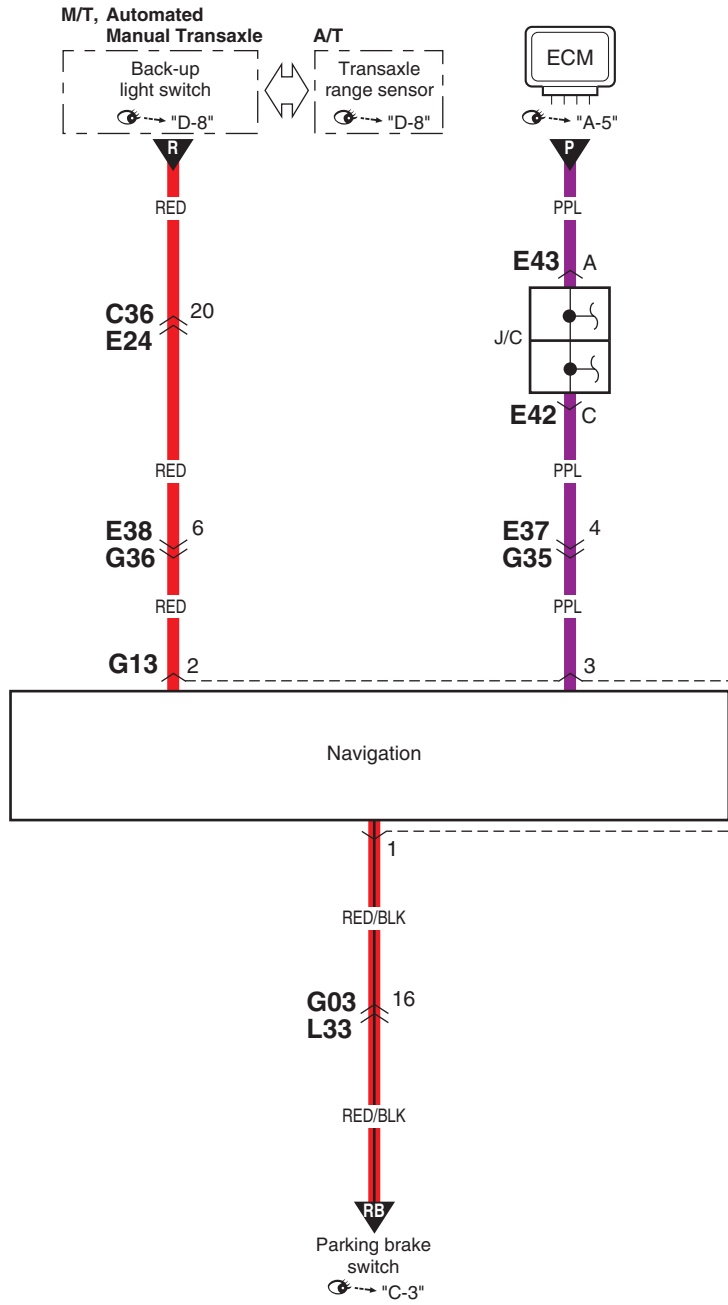 M/T, Automated
Manual Transaxle
A/T
Back-up
light switch
"D-8"
Transaxle
range sensor
"D-8"
ECM
"A-5"
R
P
RED
PPL
E43 A
C36 20
E24
J/C
E42 C
RED
PPL
E38 6
G36
E37 4
G35
RED
PPL
G13 2
3
Navigation
1
RED/BLK
G03 16
L33
RED/BLK
RB
Parking brake
switch
"C-3"